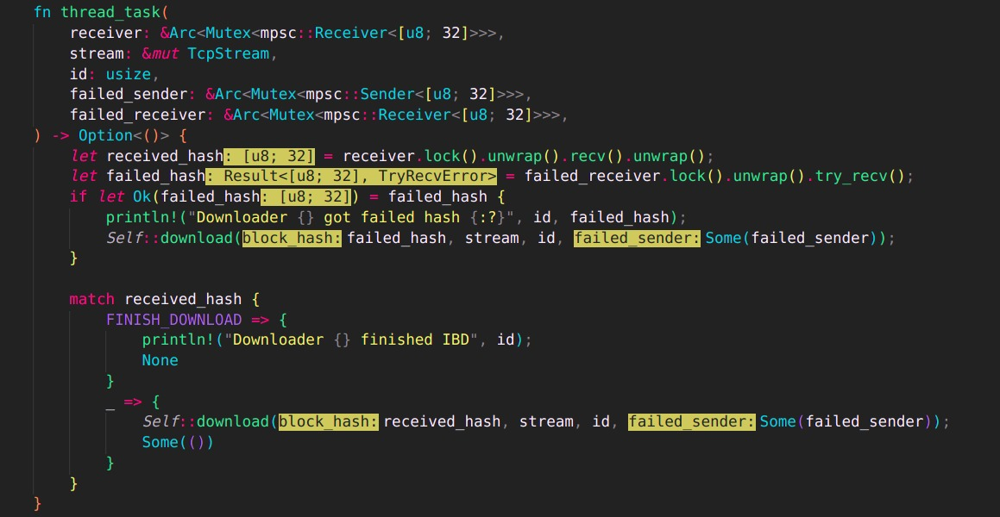 fn thread_task(
    receiver: &Arc<Mutex<mpsc::Receiver<[u8; 32]>>>,
    stream: &mut TcpStream,
    id: usize,
    failed_sender: &Arc<Mutex<mpsc::Sender<[u8; 32]>>>,
    failed_receiver: &Arc<Mutex<mpsc::Receiver<[u8; 32]>>>,
) -> Option<()> {
    let received_hash: [u8; 32] = receiver.lock().unwrap().recv().unwrap();
    let failed_hash: Result<[u8; 32], TryRecvError> = failed_receiver.lock().unwrap().try_recv();
    if let Ok(failed_hash: [u8; 32]) = failed_hash {
        println!("Downloader {} got failed hash {:?}", id, failed_hash);
        Self::download(block_hash: failed_hash, stream, id, failed_sender: Some(failed_sender));
    }

    match received_hash {
        FINISH_DOWNLOAD => {
            println!("Downloader {} finished IBD", id);
            None
        }
        _ => {
            Self::download(block_hash: received_hash, stream, id, failed_sender: Some(failed_sender));
            Some(())
        }
    }
}